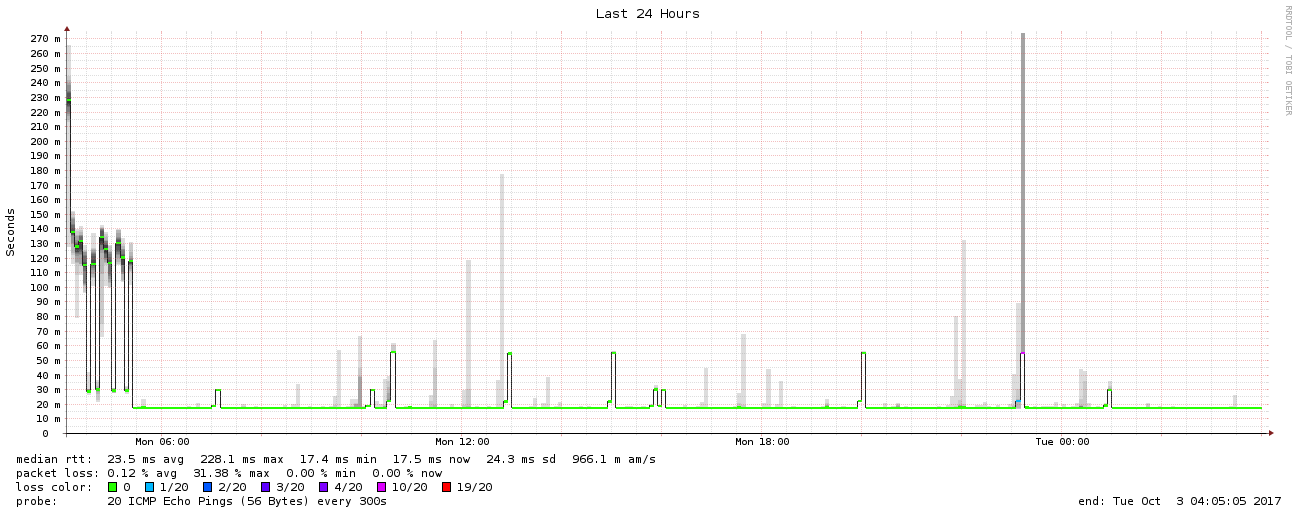 Last 24 Hours
RRDTOOL / TOBI OETIKER
Seconds
270 m
260 m
250 m
240 m
230 m
220 m
210 m
200 m
190 m
180 m
170 m
160 m
150 m
140 m
130 m
120 m
110 m
100 m
90 m
80 m
70 m
60 m
50 m
40 m
30 m
20 m
10 m
0
Mon 06:00 Mon 12:00 Mon 18:00 Tue 00:00
median rtt: 23.5 ms avg 228.1 ms max 17.4 ms min 17.5 ms now 24.3 ms sd 966.1 m am/s
packet loss: 0.12 % avg 31.38 % max 0.00 % min 0.00 % now
loss color: 0 1/20 2/20 3/20 4/20 10/20 19/20
probe: 20 ICMP Echo Pings (56 Bytes) every 300s end: Tue Oct 3 04:05:05 2017